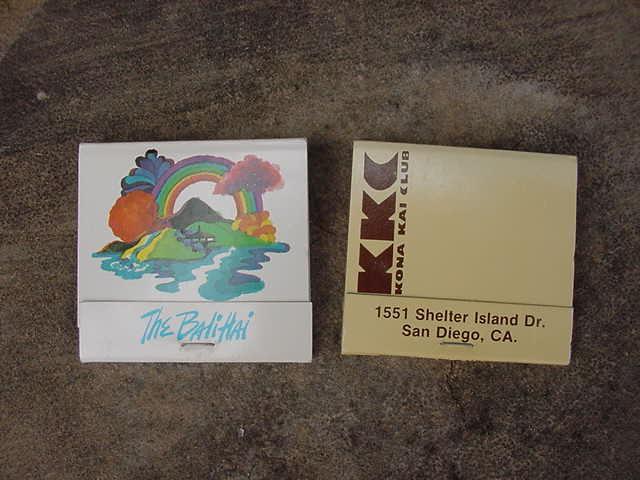 The Bali Hai
KKC
KONA KAI CLUB
1551 Shelter Island Dr.
San Diego, CA.